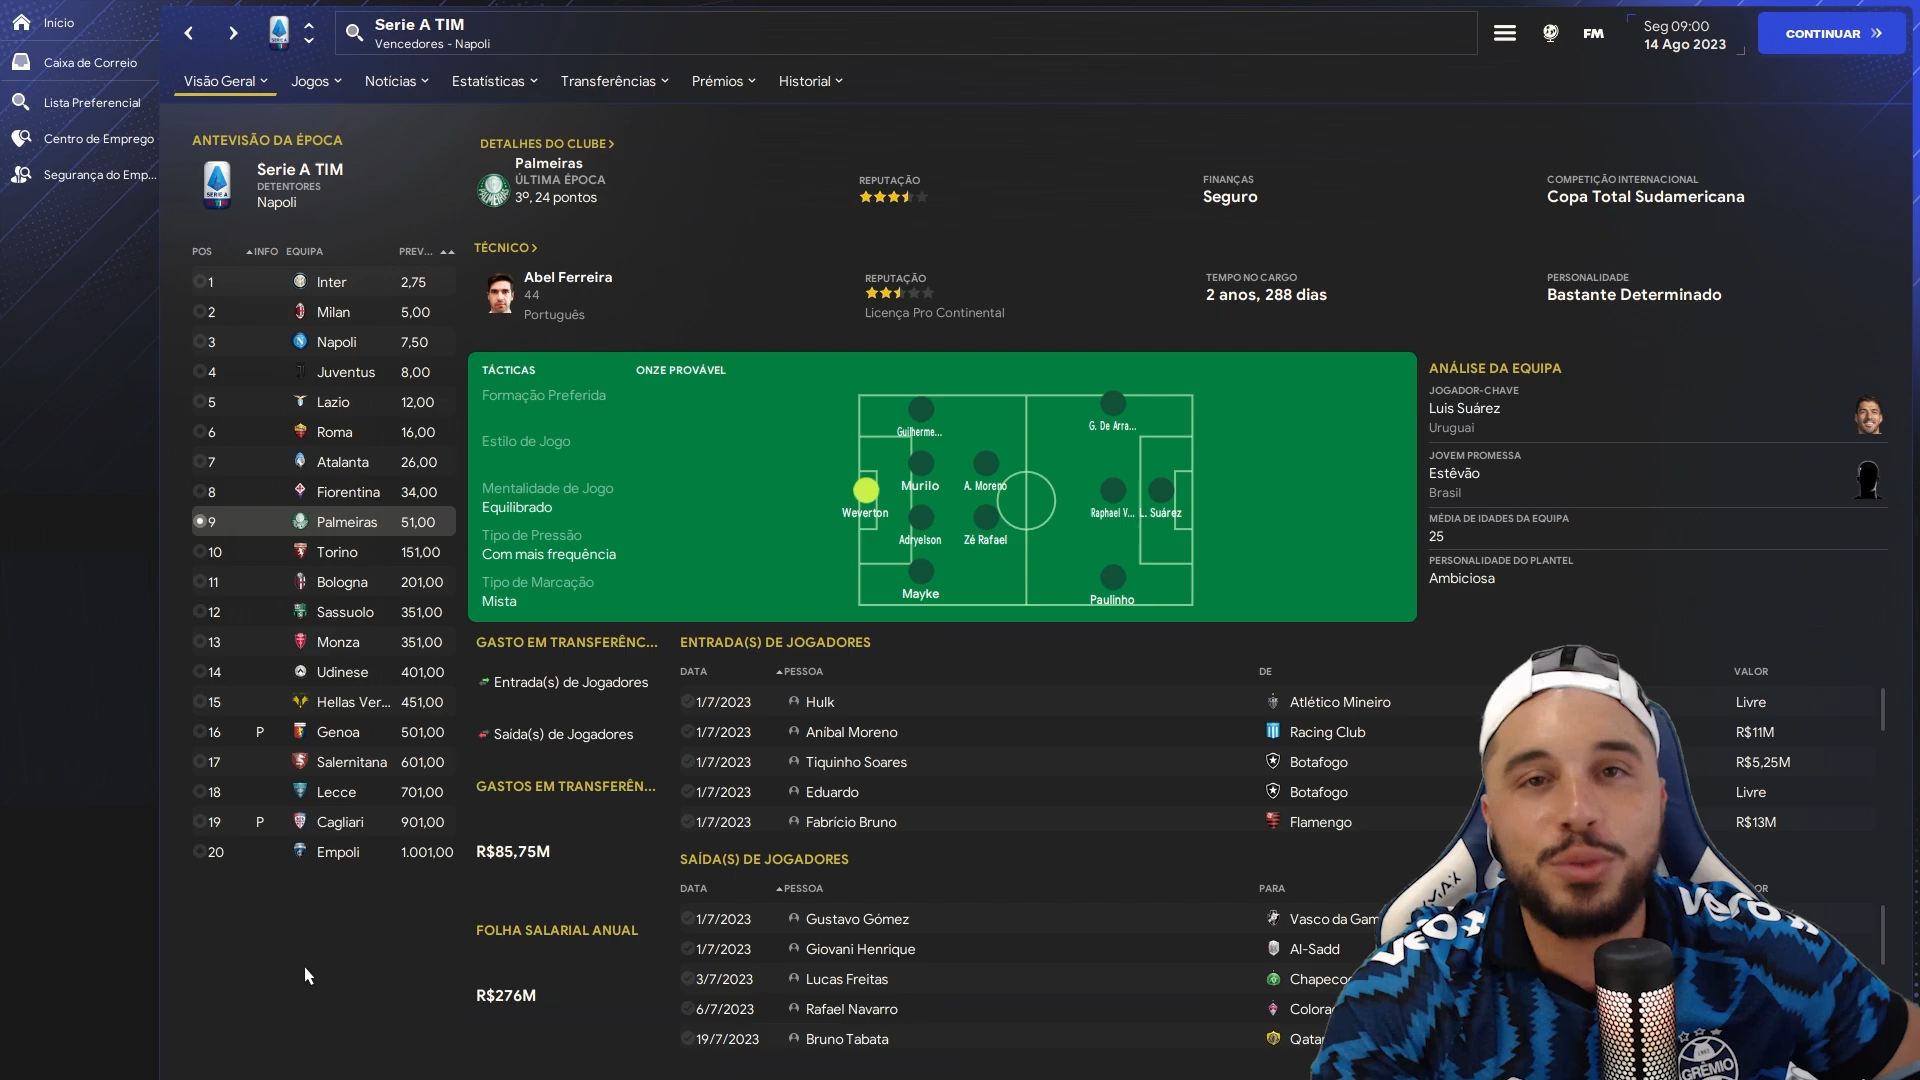 Início
Caixa de Correio
Lista Preferencial
Centro de Emprego
Segurança do Emp...
Serie A TIM
Vencedores - Napoli
FM
Seg 09:00
14 Ago 2023
CONTINUAR
Visão Geral
Jogos
Notícias
Estatísticas
Transferências
Prémios
Historial
ANTEVISÃO DA ÉPOCA
Serie A TIM
DETENTORES
Napoli
POS INFO EQUIPA PREV...
1 Inter 2,75
2 Milan 5,00
3 Napoli 7,50
4 Juventus 8,00
5 Lazio 12,00
6 Roma 16,00
7 Atalanta 26,00
8 Fiorentina 34,00
9 Palmeiras 51,00
10 Torino 151,00
11 Bologna 201,00
12 Sassuolo 351,00
13 Monza 351,00
14 Udinese 401,00
15 Hellas Ver... 451,00
16 P Genoa 501,00
17 Salernitana 601,00
18 Lecce 701,00
19 P Cagliari 901,00
20 Empoli 1.001,00
DETALHES DO CLUBE >
Palmeiras
ÚLTIMA ÉPOCA
3º, 24 pontos
REPUTAÇÃO
FINANÇAS
Seguro
COMPETIÇÃO INTERNACIONAL
Copa Total Sudamericana
TÉCNICO >
Abel Ferreira
44
Português
REPUTAÇÃO
Licença Pro Continental
TEMPO NO CARGO
2 anos, 288 dias
PERSONALIDADE
Bastante Determinado
TÁCTICAS
Formação Preferida
Estilo de Jogo
Mentalidade de Jogo
Equilibrado
Tipo de Pressão
Com mais frequência
Tipo de Marcação
Mista
ONZE PROVÁVEL
Guilherme...
G. De Arra...
Murilo
A. Moreno
Weverton
Raphael V...
L. Suárez
Adryelson
Zé Rafael
Mayke
Paulinho
ANÁLISE DA EQUIPA
JOGADOR-CHAVE
Luis Suárez
Uruguai
JOVEM PROMESSA
Estêvão
Brasil
MÉDIA DE IDADES DA EQUIPA
25
PERSONALIDADE DO PLANTEL
Ambiciosa
GASTO EM TRANSFERÊNC...
Entrada(s) de Jogadores
Saída(s) de Jogadores
GASTOS EM TRANSFERÊN...
R$85,75M
FOLHA SALARIAL ANUAL
R$276M
ENTRADA(S) DE JOGADORES
DATA PESSOA DE VALOR
1/7/2023 Hulk Atlético Mineiro Livre
1/7/2023 Aníbal Moreno Racing Club R$11M
1/7/2023 Tiquinho Soares Botafogo R$5,25M
1/7/2023 Eduardo Botafogo Livre
1/7/2023 Fabrício Bruno Flamengo R$13M
SAÍDA(S) DE JOGADORES
DATA PESSOA PARA OR
1/7/2023 Gustavo Gómez Vasco da Gam
1/7/2023 Giovani Henrique Al-Sadd
3/7/2023 Lucas Freitas Chapeco
6/7/2023 Rafael Navarro Colora
19/7/2023 Bruno Tabata Qatar
GRÊMIO